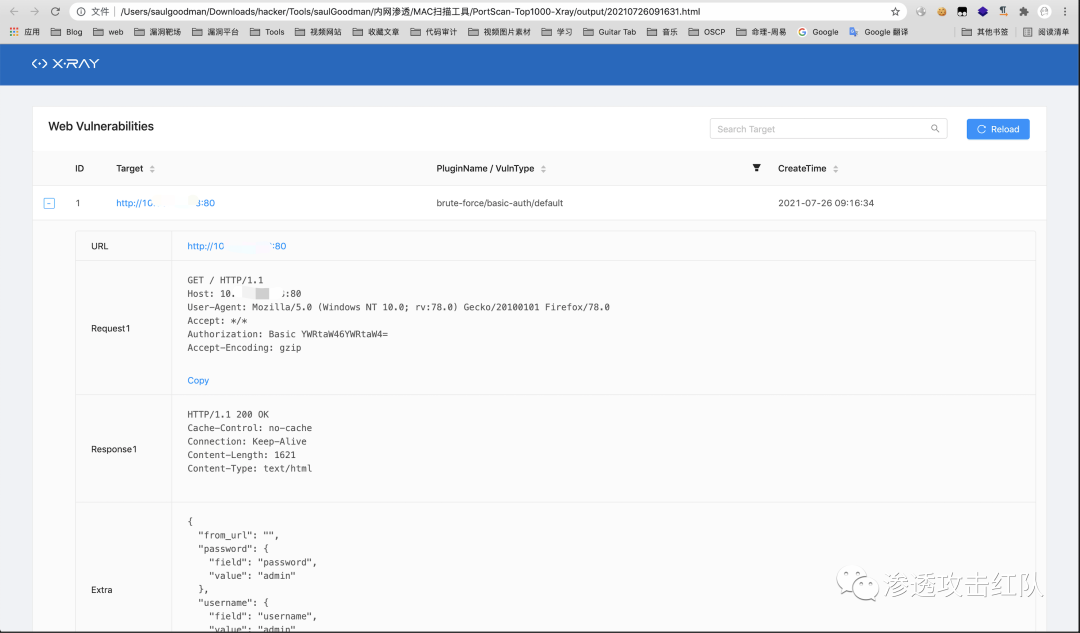 文件 /Users/saulgoodman/Downloads/hacker/Tools/saulGoodman/内网渗透/MAC扫描工具/PortScan-Top1000-Xray/output/20210726091631.html
应用 Blog web 漏洞靶场 漏洞平台 Tools 视频网站 收藏文章 代码审计 视频图片素材 学习 Guitar Tab 音乐 OSCP 命理-周易 Google Google 翻译 其他书签 阅读清单
X-RAY
Web Vulnerabilities
Search Target
Reload
ID Target PluginName / VulnType CreateTime
1 http://10. :80 brute-force/basic-auth/default 2021-07-26 09:16:34
URL http://10 :80
Request1
GET / HTTP/1.1
Host: 10. :80
User-Agent: Mozilla/5.0 (Windows NT 10.0; rv:78.0) Gecko/20100101 Firefox/78.0
Accept: */*
Authorization: Basic YWRtaW46YWRtaW4=
Accept-Encoding: gzip
Copy
Response1
HTTP/1.1 200 OK
Cache-Control: no-cache
Connection: Keep-Alive
Content-Length: 1621
Content-Type: text/html
Extra
{
"from_url": "",
"password": {
"field": "password",
"value": "admin"
},
"username": {
"field": "username",
"value": "admin"
渗透攻击红队